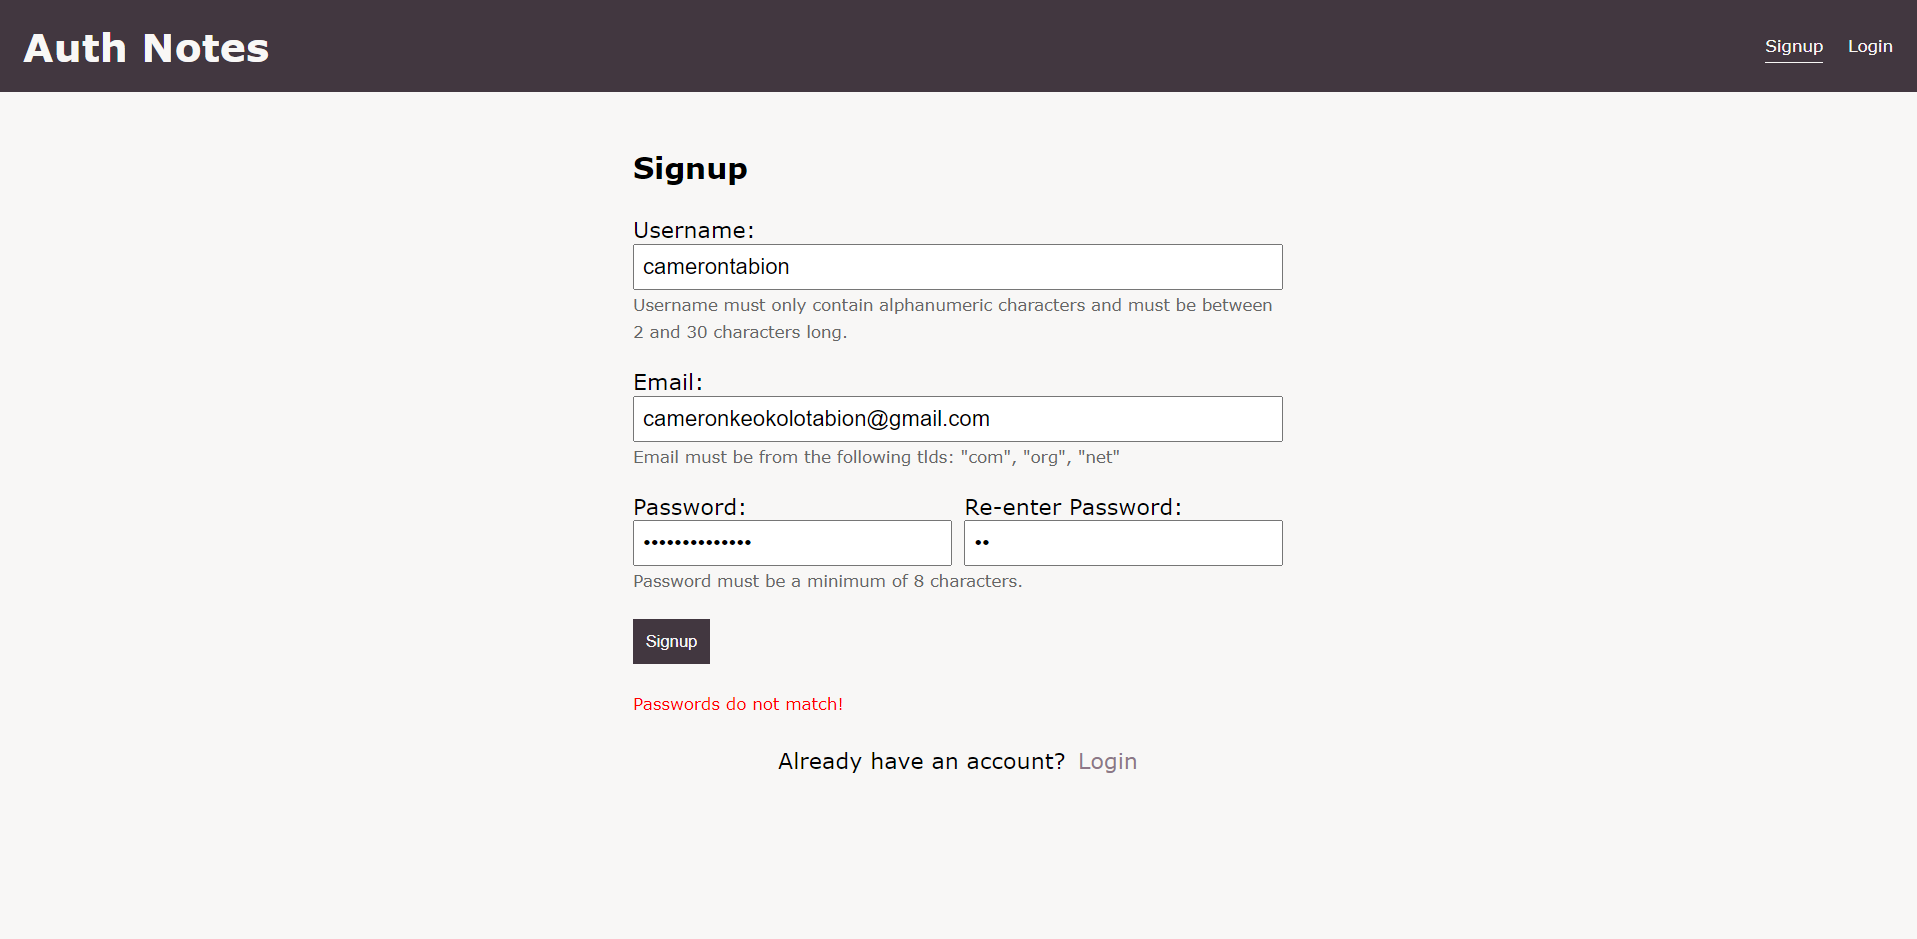 Auth Notes
Signup Login
Signup
Username:
camerontabion
Username must only contain alphanumeric characters and must be between
2 and 30 characters long.
Email:
cameronkeokolotabion@gmail.com
Email must be from the following tlds: "com", "org", "net"
Password: Re-enter Password:
•••••••••••••• ••
Password must be a minimum of 8 characters.
Signup
Passwords do not match!
Already have an account? Login